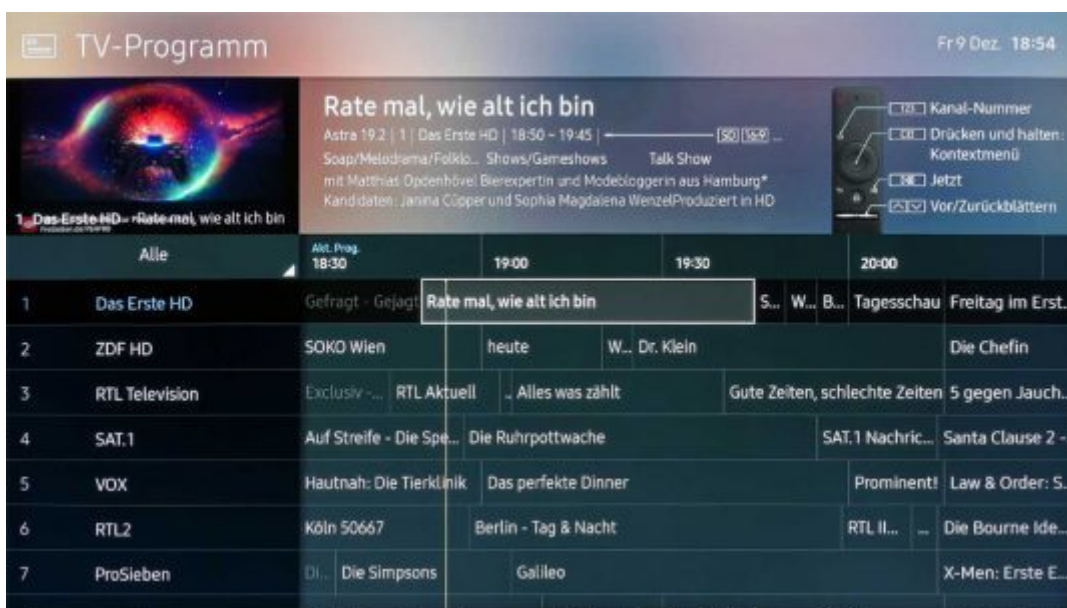 TV-Programm
Fr 9 Dez. 18:54
Rate mal, wie alt ich bin
Astra 19.2 | 1 | Das Erste HD | 18:50 ~ 19:45 | SD 16:9 ...
Soap/Melodrama/Folklo... Shows/Gameshows Talk Show
mit Matthias Opdenhövel Bierexpertin und Modebloggerin aus Hamburg*
Kandidaten: Janina Cüpper und Sophia Magdalena WenzelProduziert in HD
123 Kanal-Nummer
Drücken und halten:
Kontextmenü
Jetzt
Vor/Zurückblättern
1 Das Erste HD - Rate mal, wie alt ich bin
Alle
Akt. Prog.
18:30 19:00 19:30 20:00
1 Das Erste HD Gefragt - Gejagt Rate mal, wie alt ich bin S... W... B... Tagesschau Freitag im Erst...
2 ZDF HD SOKO Wien heute W... Dr. Klein Die Chefin
3 RTL Television Exclusiv -... RTL Aktuell .. Alles was zählt Gute Zeiten, schlechte Zeiten 5 gegen Jauch...
4 SAT.1 Auf Streife - Die Spe... Die Ruhrpottwache SAT.1 Nachric... Santa Clause 2 -
5 VOX Hautnah: Die Tierklinik Das perfekte Dinner Prominent! Law & Order: S...
6 RTL2 Köln 50667 Berlin - Tag & Nacht RTL II... ... Die Bourne Ide...
7 ProSieben Di... Die Simpsons Galileo X-Men: Erste E...